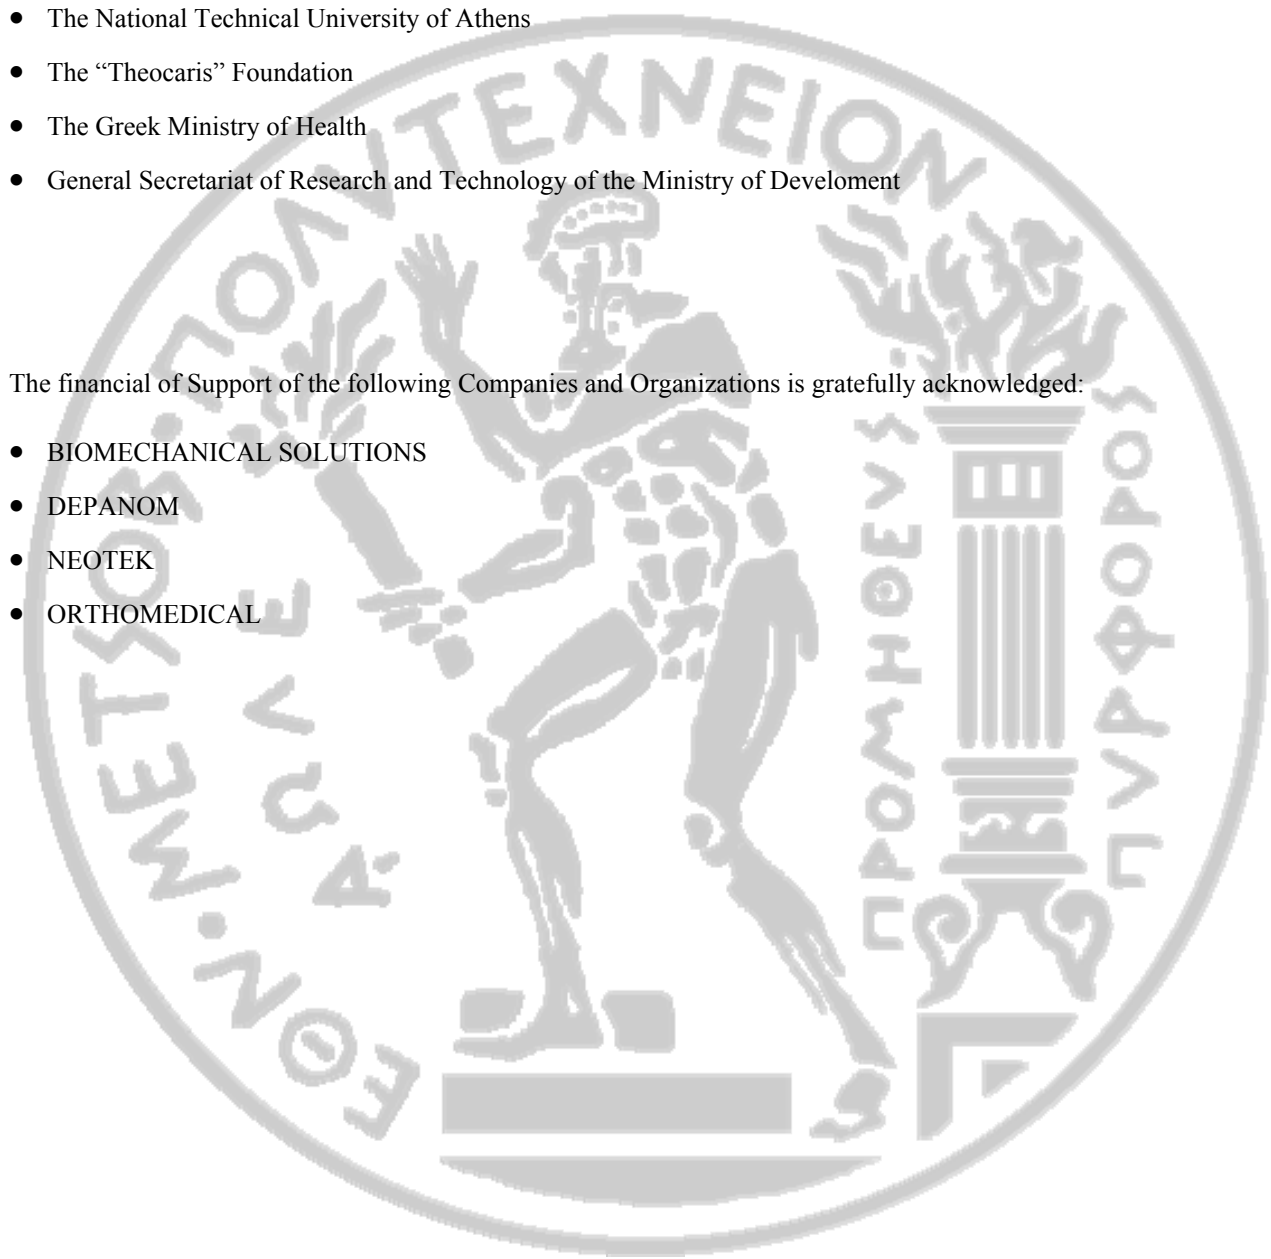 • The National Technical University of Athens
• The “Theocaris” Foundation
• The Greek Ministry of Health
• General Secretariat of Research and Technology of the Ministry of Develoment
The financial of Support of the following Companies and Organizations is gratefully acknowledged:
• BIOMECHANICAL SOLUTIONS
• DEPANOM
• NEOTEK
• ORTHOMEDICAL
ΕΘΝ·ΜΕΤΣΟΒ·ΠΟΛΥΤΕΧΝΕΙΟΝ
ΑΩΛΕ
ΠΡΟΜΗΘΕΥΣ
ΠΥΡΦΟΡΟΣ